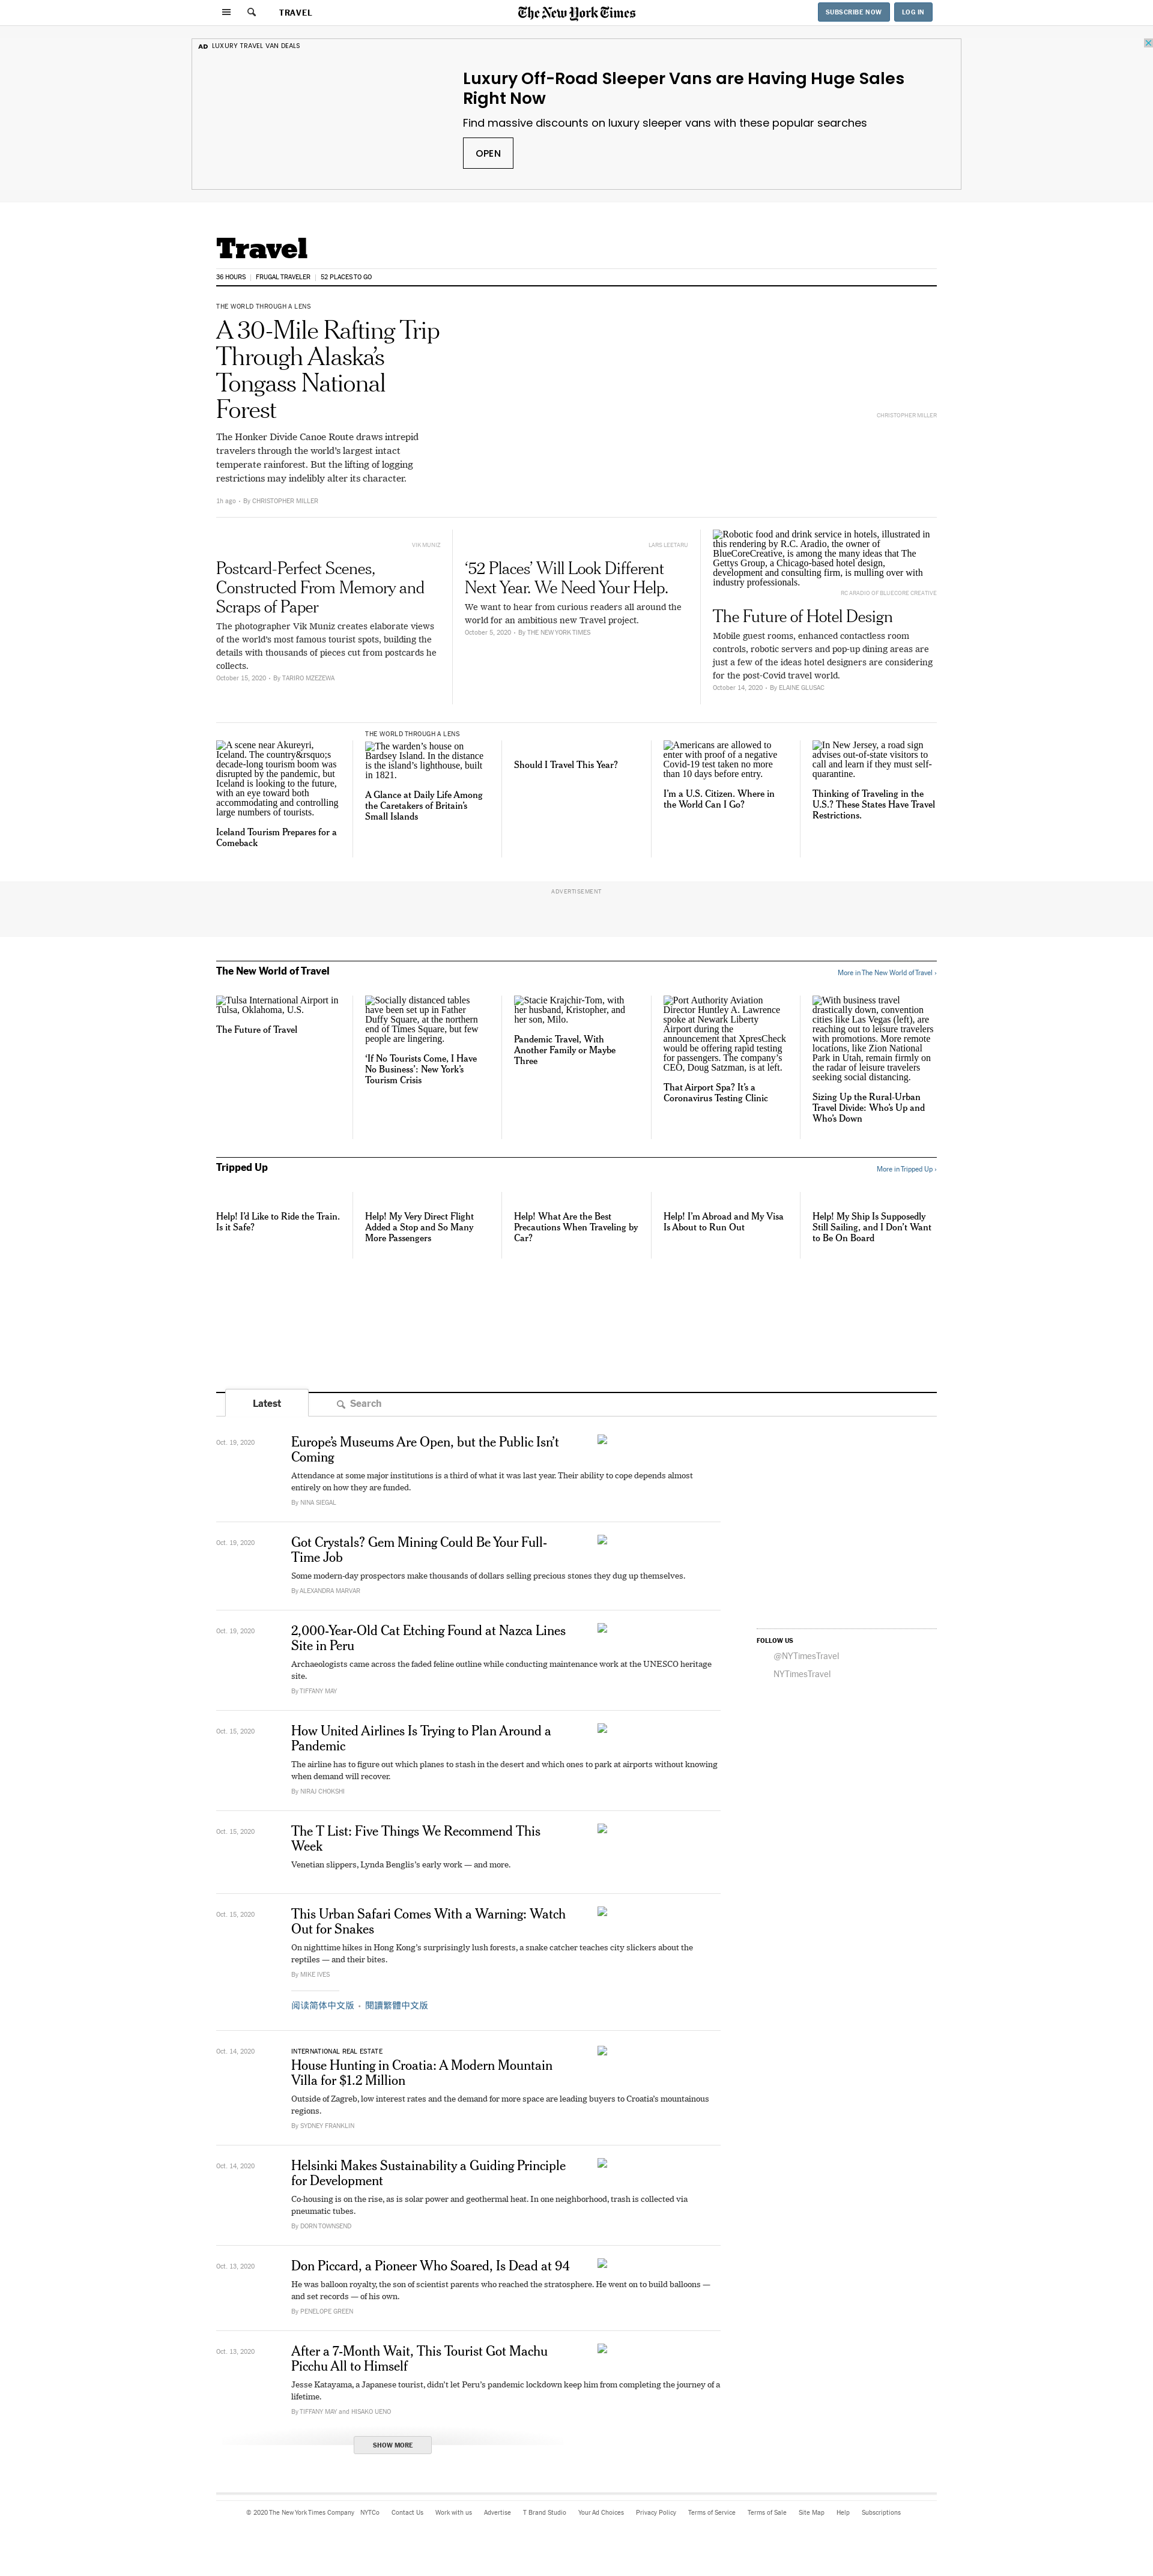 TRAVEL
The New York Times
SUBSCRIBE NOW
LOG IN
AD LUXURY TRAVEL VAN DEALS
Luxury Off-Road Sleeper Vans are Having Huge Sales
Right Now
Find massive discounts on luxury sleeper vans with these popular searches
OPEN
Travel
36 HOURS
FRUGAL TRAVELER
52 PLACES TO GO
THE WORLD THROUGH A LENS
A 30-Mile Rafting Trip
Through Alaska’s
Tongass National
Forest
CHRISTOPHER MILLER
The Honker Divide Canoe Route draws intrepid
travelers through the world’s largest intact
temperate rainforest. But the lifting of logging
restrictions may indelibly alter its character.
1h ago • By CHRISTOPHER MILLER
VIK MUNIZ
Postcard-Perfect Scenes,
Constructed From Memory and
Scraps of Paper
The photographer Vik Muniz creates elaborate views
of the world’s most famous tourist spots, building the
details with thousands of pieces cut from postcards he
collects.
October 15, 2020 • By TARIRO MZEZEWA
LARS LEETARU
‘52 Places’ Will Look Different
Next Year. We Need Your Help.
We want to hear from curious readers all around the
world for an ambitious new Travel project.
October 5, 2020 • By THE NEW YORK TIMES
Robotic food and drink service in hotels, illustrated in
this rendering by R.C. Aradio, the owner of
BlueCoreCreative, is among the many ideas that The
Gettys Group, a Chicago-based hotel design,
development and consulting firm, is mulling over with
industry professionals.
RC ARADIO OF BLUECORE CREATIVE
The Future of Hotel Design
Mobile guest rooms, enhanced contactless room
controls, robotic servers and pop-up dining areas are
just a few of the ideas hotel designers are considering
for the post-Covid travel world.
October 14, 2020 • By ELAINE GLUSAC
A scene near Akureyri,
Iceland. The country&rsquo;s
decade-long tourism boom was
disrupted by the pandemic, but
Iceland is looking to the future,
with an eye toward both
accommodating and controlling
large numbers of tourists.
Iceland Tourism Prepares for a
Comeback
THE WORLD THROUGH A LENS
The warden’s house on
Bardsey Island. In the distance
is the island’s lighthouse, built
in 1821.
A Glance at Daily Life Among
the Caretakers of Britain’s
Small Islands
Should I Travel This Year?
Americans are allowed to
enter with proof of a negative
Covid-19 test taken no more
than 10 days before entry.
I’m a U.S. Citizen. Where in
the World Can I Go?
In New Jersey, a road sign
advises out-of-state visitors to
call and learn if they must self-
quarantine.
Thinking of Traveling in the
U.S.? These States Have Travel
Restrictions.
ADVERTISEMENT
The New World of Travel
More in The New World of Travel ›
Tulsa International Airport in
Tulsa, Oklahoma, U.S.
The Future of Travel
Socially distanced tables
have been set up in Father
Duffy Square, at the northern
end of Times Square, but few
people are lingering.
‘If No Tourists Come, I Have
No Business’: New York’s
Tourism Crisis
Stacie Krajchir-Tom, with
her husband, Kristopher, and
her son, Milo.
Pandemic Travel, With
Another Family or Maybe
Three
Port Authority Aviation
Director Huntley A. Lawrence
spoke at Newark Liberty
Airport during the
announcement that XpresCheck
would be offering rapid testing
for passengers. The company’s
CEO, Doug Satzman, is at left.
That Airport Spa? It’s a
Coronavirus Testing Clinic
With business travel
drastically down, convention
cities like Las Vegas (left), are
reaching out to leisure travelers
with promotions. More remote
locations, like Zion National
Park in Utah, remain firmly on
the radar of leisure travelers
seeking social distancing.
Sizing Up the Rural-Urban
Travel Divide: Who’s Up and
Who’s Down
Tripped Up
More in Tripped Up ›
Help! I’d Like to Ride the Train.
Is it Safe?
Help! My Very Direct Flight
Added a Stop and So Many
More Passengers
Help! What Are the Best
Precautions When Traveling by
Car?
Help! I’m Abroad and My Visa
Is About to Run Out
Help! My Ship Is Supposedly
Still Sailing, and I Don’t Want
to Be On Board
Latest
Search
Oct. 19, 2020
Europe’s Museums Are Open, but the Public Isn’t
Coming
Attendance at some major institutions is a third of what it was last year. Their ability to cope depends almost
entirely on how they are funded.
By NINA SIEGAL
Oct. 19, 2020
Got Crystals? Gem Mining Could Be Your Full-
Time Job
Some modern-day prospectors make thousands of dollars selling precious stones they dug up themselves.
By ALEXANDRA MARVAR
Oct. 19, 2020
2,000-Year-Old Cat Etching Found at Nazca Lines
Site in Peru
Archaeologists came across the faded feline outline while conducting maintenance work at the UNESCO heritage
site.
By TIFFANY MAY
FOLLOW US
@NYTimesTravel
NYTimesTravel
Oct. 15, 2020
How United Airlines Is Trying to Plan Around a
Pandemic
The airline has to figure out which planes to stash in the desert and which ones to park at airports without knowing
when demand will recover.
By NIRAJ CHOKSHI
Oct. 15, 2020
The T List: Five Things We Recommend This
Week
Venetian slippers, Lynda Benglis’s early work — and more.
Oct. 15, 2020
This Urban Safari Comes With a Warning: Watch
Out for Snakes
On nighttime hikes in Hong Kong’s surprisingly lush forests, a snake catcher teaches city slickers about the
reptiles — and their bites.
By MIKE IVES
阅读简体中文版 • 閱讀繁體中文版
Oct. 14, 2020
INTERNATIONAL REAL ESTATE
House Hunting in Croatia: A Modern Mountain
Villa for $1.2 Million
Outside of Zagreb, low interest rates and the demand for more space are leading buyers to Croatia’s mountainous
regions.
By SYDNEY FRANKLIN
Oct. 14, 2020
Helsinki Makes Sustainability a Guiding Principle
for Development
Co-housing is on the rise, as is solar power and geothermal heat. In one neighborhood, trash is collected via
pneumatic tubes.
By DORN TOWNSEND
Oct. 13, 2020
Don Piccard, a Pioneer Who Soared, Is Dead at 94
He was balloon royalty, the son of scientist parents who reached the stratosphere. He went on to build balloons —
and set records — of his own.
By PENELOPE GREEN
Oct. 13, 2020
After a 7-Month Wait, This Tourist Got Machu
Picchu All to Himself
Jesse Katayama, a Japanese tourist, didn’t let Peru’s pandemic lockdown keep him from completing the journey of a
lifetime.
By TIFFANY MAY and HISAKO UENO
SHOW MORE
© 2020 The New York Times Company NYTCo Contact Us Work with us Advertise T Brand Studio Your Ad Choices Privacy Policy Terms of Service Terms of Sale Site Map Help Subscriptions